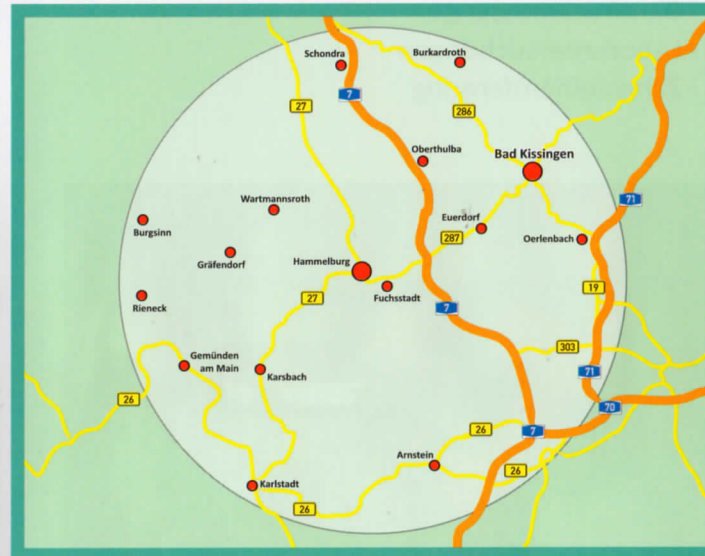 Schondra
Burkardroth
7
27
286
Oberthulba
Bad Kissingen
71
Wartmannsroth
Burgsinn
Euerdorf
287
Oerlenbach
Gräfendorf
Hammelburg
Fuchsstadt
19
27
Rieneck
7
303
Gemünden
am Main
Karsbach
71
26
70
26
7
Arnstein
26
Karlstadt
26